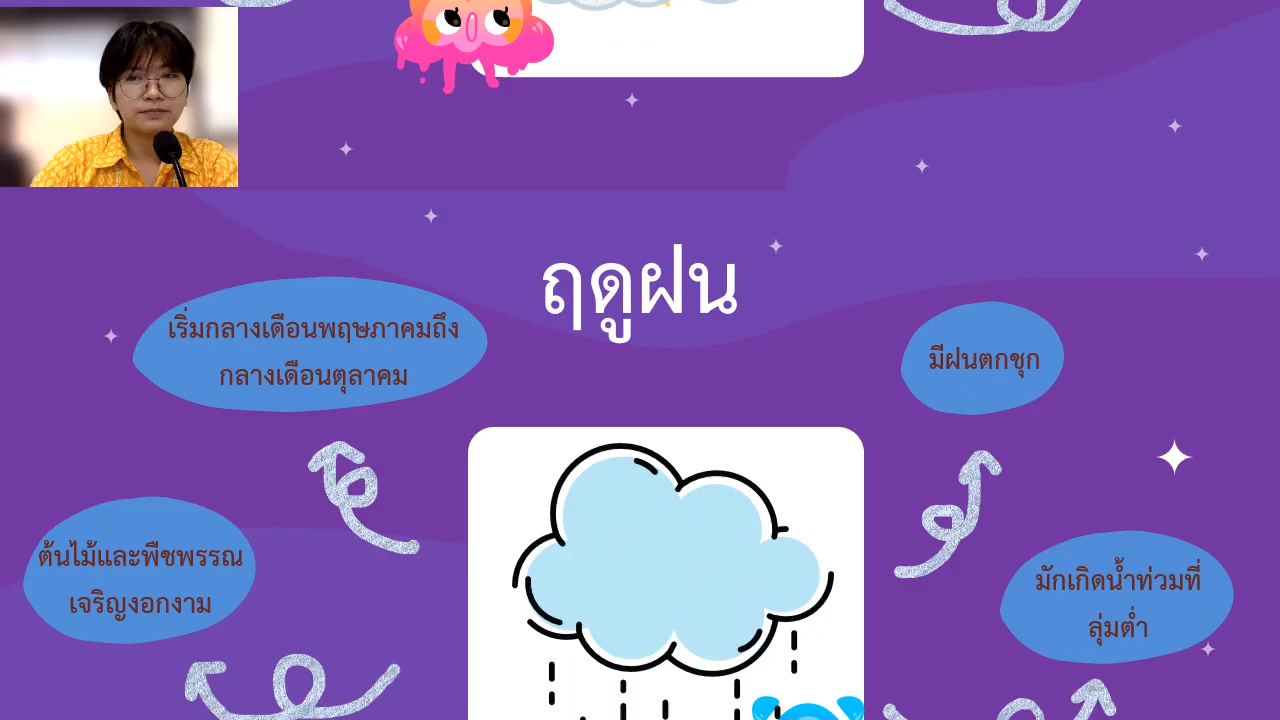 ฤดูฝน
เริ่มกลางเดือนพฤษภาคมถึง
กลางเดือนตุลาคม
มีฝนตกชุก
ต้นไม้และพืชพรรณ
เจริญงอกงาม
มักเกิดน้ำท่วมที่
ลุ่มต่ำ